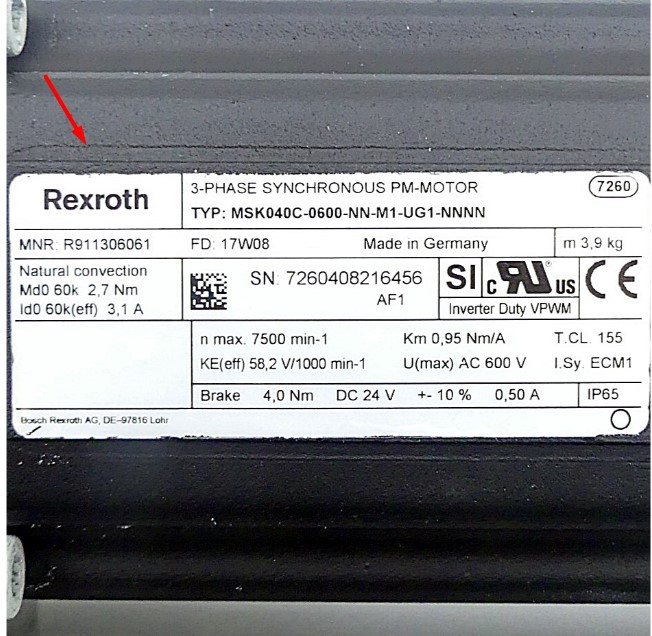 Rexroth
3-PHASE SYNCHRONOUS PM-MOTOR
7260
TYP: MSK040C-0600-NN-M1-UG1-NNNN
MNR: R911306061
FD: 17W08
Made in Germany
m 3,9 kg
Natural convection
Md0 60k 2,7 Nm
Id0 60k(eff) 3,1 A
SN: 7260408216456
AF1
SI
c RU® US
CE
Inverter Duty VPWM
n max. 7500 min-1
Km 0,95 Nm/A
T.CL. 155
KE(eff) 58,2 V/1000 min-1
U(max) AC 600 V
I.Sy. ECM1
Brake 4,0 Nm DC 24 V +- 10 % 0,50 A
IP65
Bosch Rexroth AG, DE-97816 Lohr